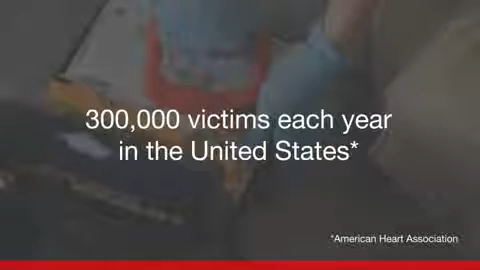 300,000 victims each year
in the United States*
*American Heart Association